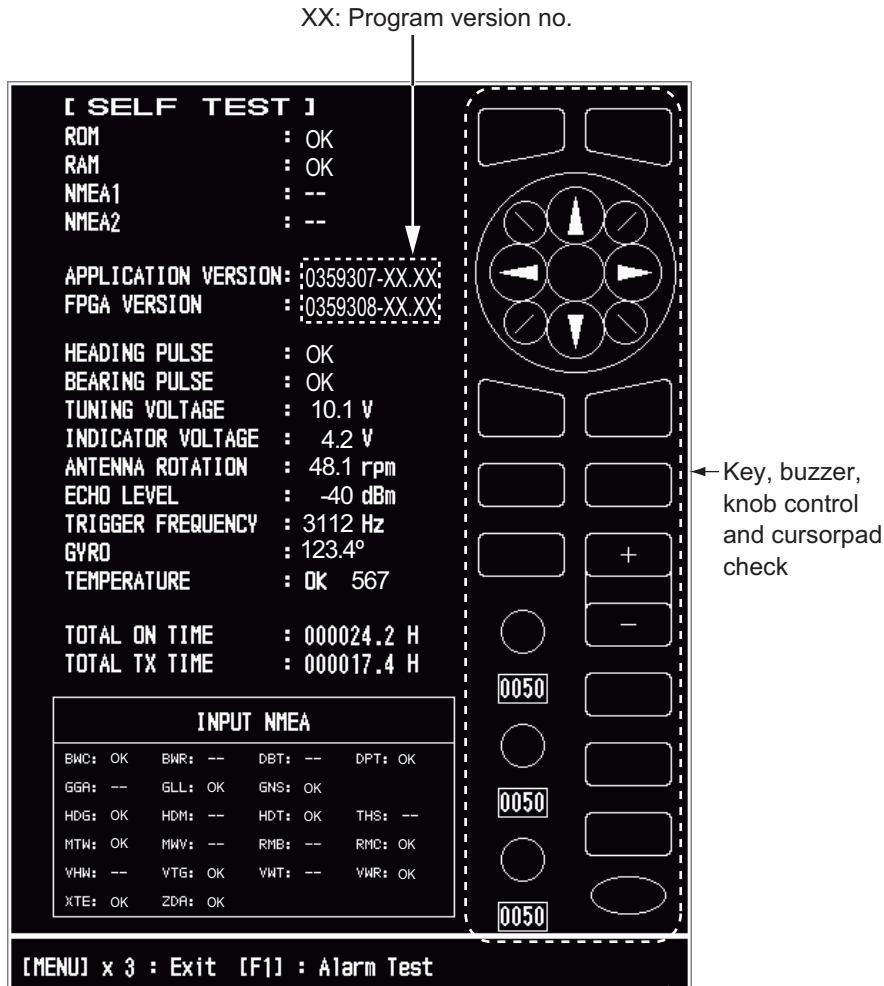 XX: Program version no.
[ SELF TEST ]
ROM : OK
RAM : OK
NMEA1 : --
NMEA2 : --
APPLICATION VERSION: 0359307-XX.XX
FPGA VERSION : 0359308-XX.XX
HEADING PULSE : OK
BEARING PULSE : OK
TUNING VOLTAGE : 10.1 V
INDICATOR VOLTAGE : 4.2 V
ANTENNA ROTATION : 48.1 rpm
ECHO LEVEL : -40 dBm
TRIGGER FREQUENCY : 3112 Hz
GYRO : 123.4º
TEMPERATURE : OK 567
TOTAL ON TIME : 000024.2 H
TOTAL TX TIME : 000017.4 H
INPUT NMEA
BWC: OK BWR: -- DBT: -- DPT: OK
GGA: -- GLL: OK GNS: OK
HDG: OK HDM: -- HDT: OK THS: --
MTW: OK MWV: -- RMB: -- RMC: OK
VHW: -- VTG: OK VWT: -- VWR: OK
XTE: OK ZDA: OK
[MENU] x 3 : Exit [F1] : Alarm Test
+
−
0050
0050
0050
Key, buzzer,
knob control
and cursorpad
check